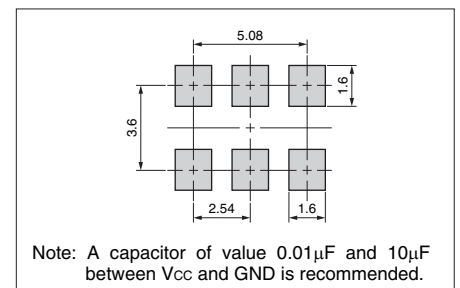 5.08
1.6
3.6
2.54
1.6
Note: A capacitor of value 0.01μF and 10μF
between Vcc and GND is recommended.